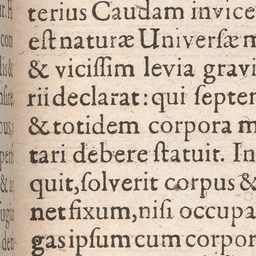 terius Caudam invice
eſt naturæ Univerſæ m
& viciſſim levia gravi
rii declarat: qui ſepter
& totidem corpora m
tari debere ſtatuit. In
quit, ſolverit corpus &
net fixum, niſi occupa
gas ipſum cum corpor